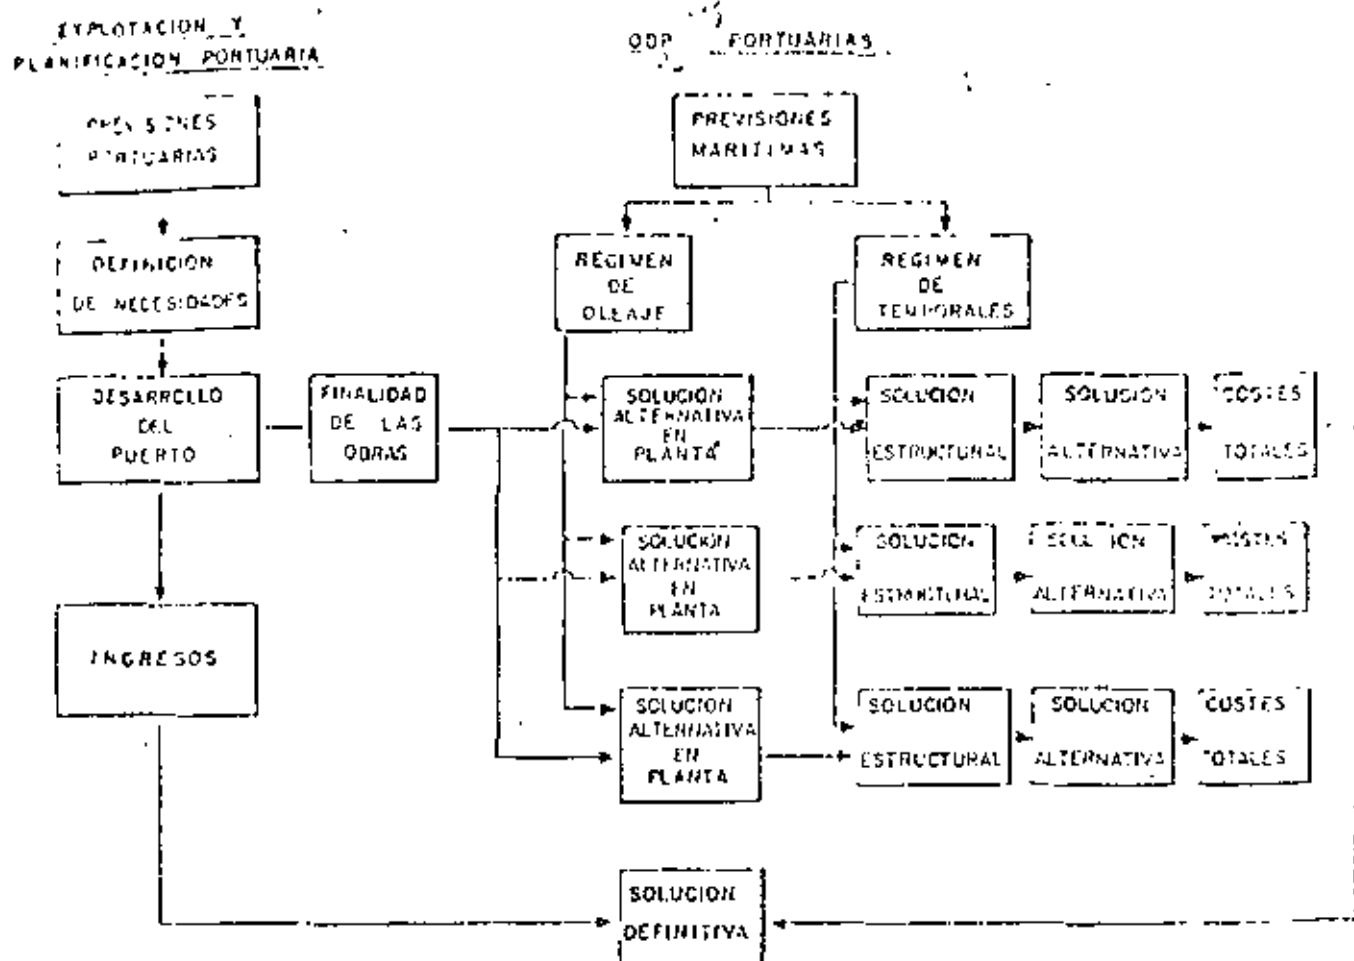 EXPLOTACION Y
PLANIFICACION PORTUARIA
PORTUARIAS
PREVISIONES
PORTUARIAS
PREVISIONES
MARITIMAS
DEFINICION
DE NECESIDADES
REGIMEN
DE
OLEAJE
REGIMEN
DE
TEMPORALES
DESARROLLO
DEL
PUERTO
FINALIDAD
DE LAS
OBRAS
SOLUCION
ALTERNATIVA
EN
PLANTA
SOLUCION
ESTRUCTURAL
SOLUCION
ALTERNATIVA
COSTES
TOTALES
SOLUCION
ALTERNATIVA
EN
PLANTA
SOLUCION
ESTRUCTURAL
ALTERNATIVA
COSTES
TOTALES
INGRESOS
SOLUCION
ALTERNATIVA
EN
PLANTA
SOLUCION
ESTRUCTURAL
SOLUCION
ALTERNATIVA
COSTES
TOTALES
SOLUCION
DEFINITIVA